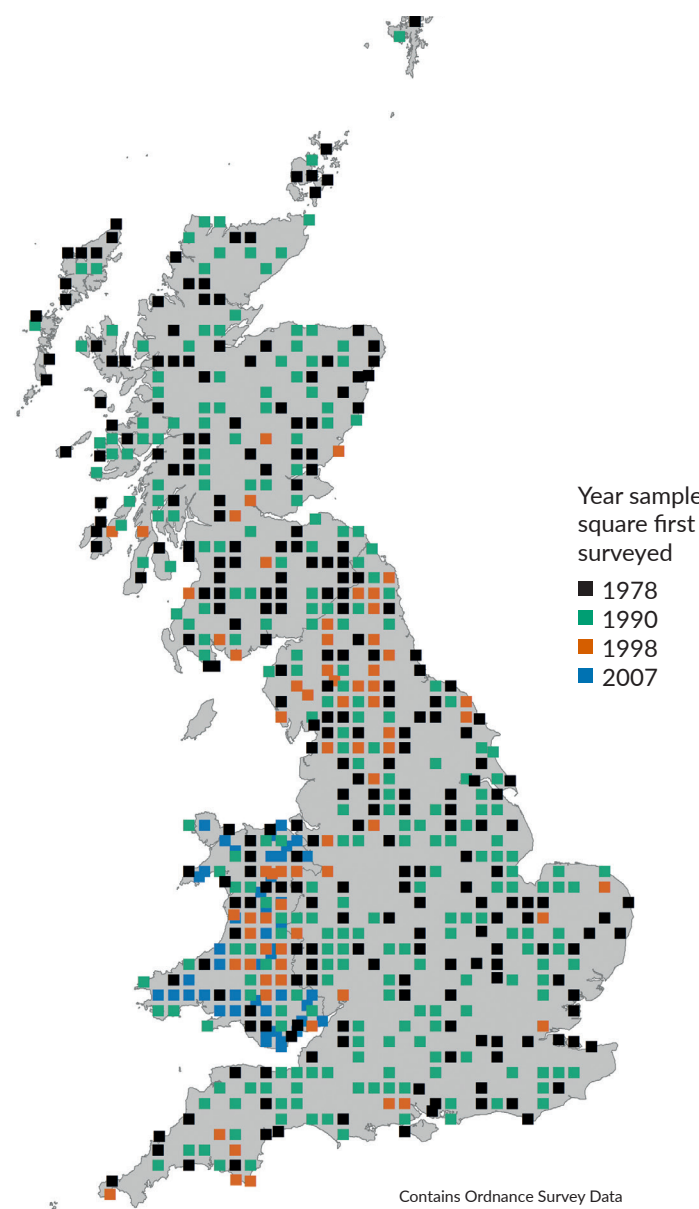 Year sample
square first
surveyed
1978
1990
1998
2007
Contains Ordnance Survey Data